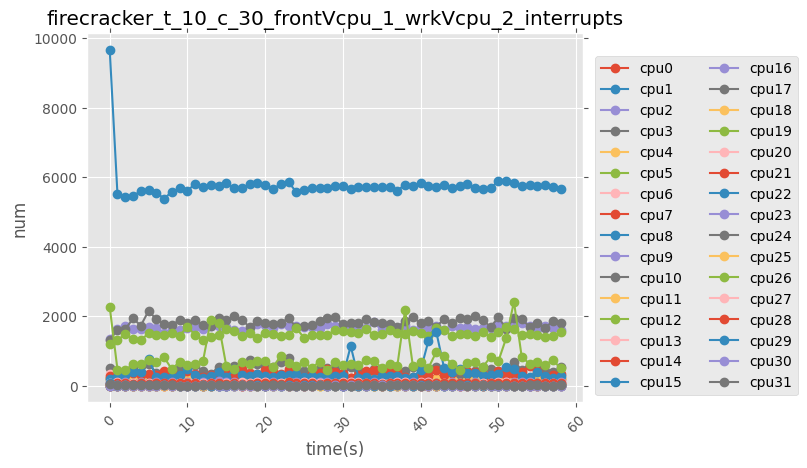 firecracker_t_10_c_30_frontVcpu_1_wrkVcpu_2_interrupts
10000
8000
6000
4000
2000
0
num
0
10
20
30
40
50
60
time(s)
cpu0
cpu1
cpu2
cpu3
cpu4
cpu5
cpu6
cpu7
cpu8
cpu9
cpu10
cpu11
cpu12
cpu13
cpu14
cpu15
cpu16
cpu17
cpu18
cpu19
cpu20
cpu21
cpu22
cpu23
cpu24
cpu25
cpu26
cpu27
cpu28
cpu29
cpu30
cpu31